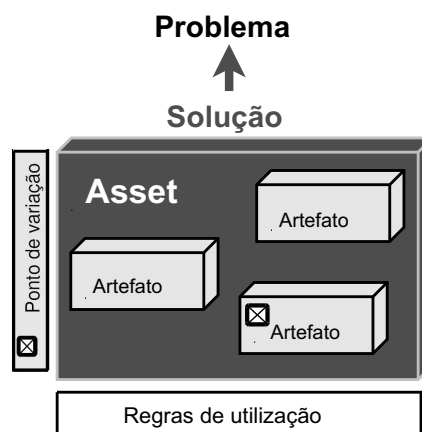 Problema
Solução
Ponto de variação
Asset
Artefato
Artefato
Artefato
Regras de utilização